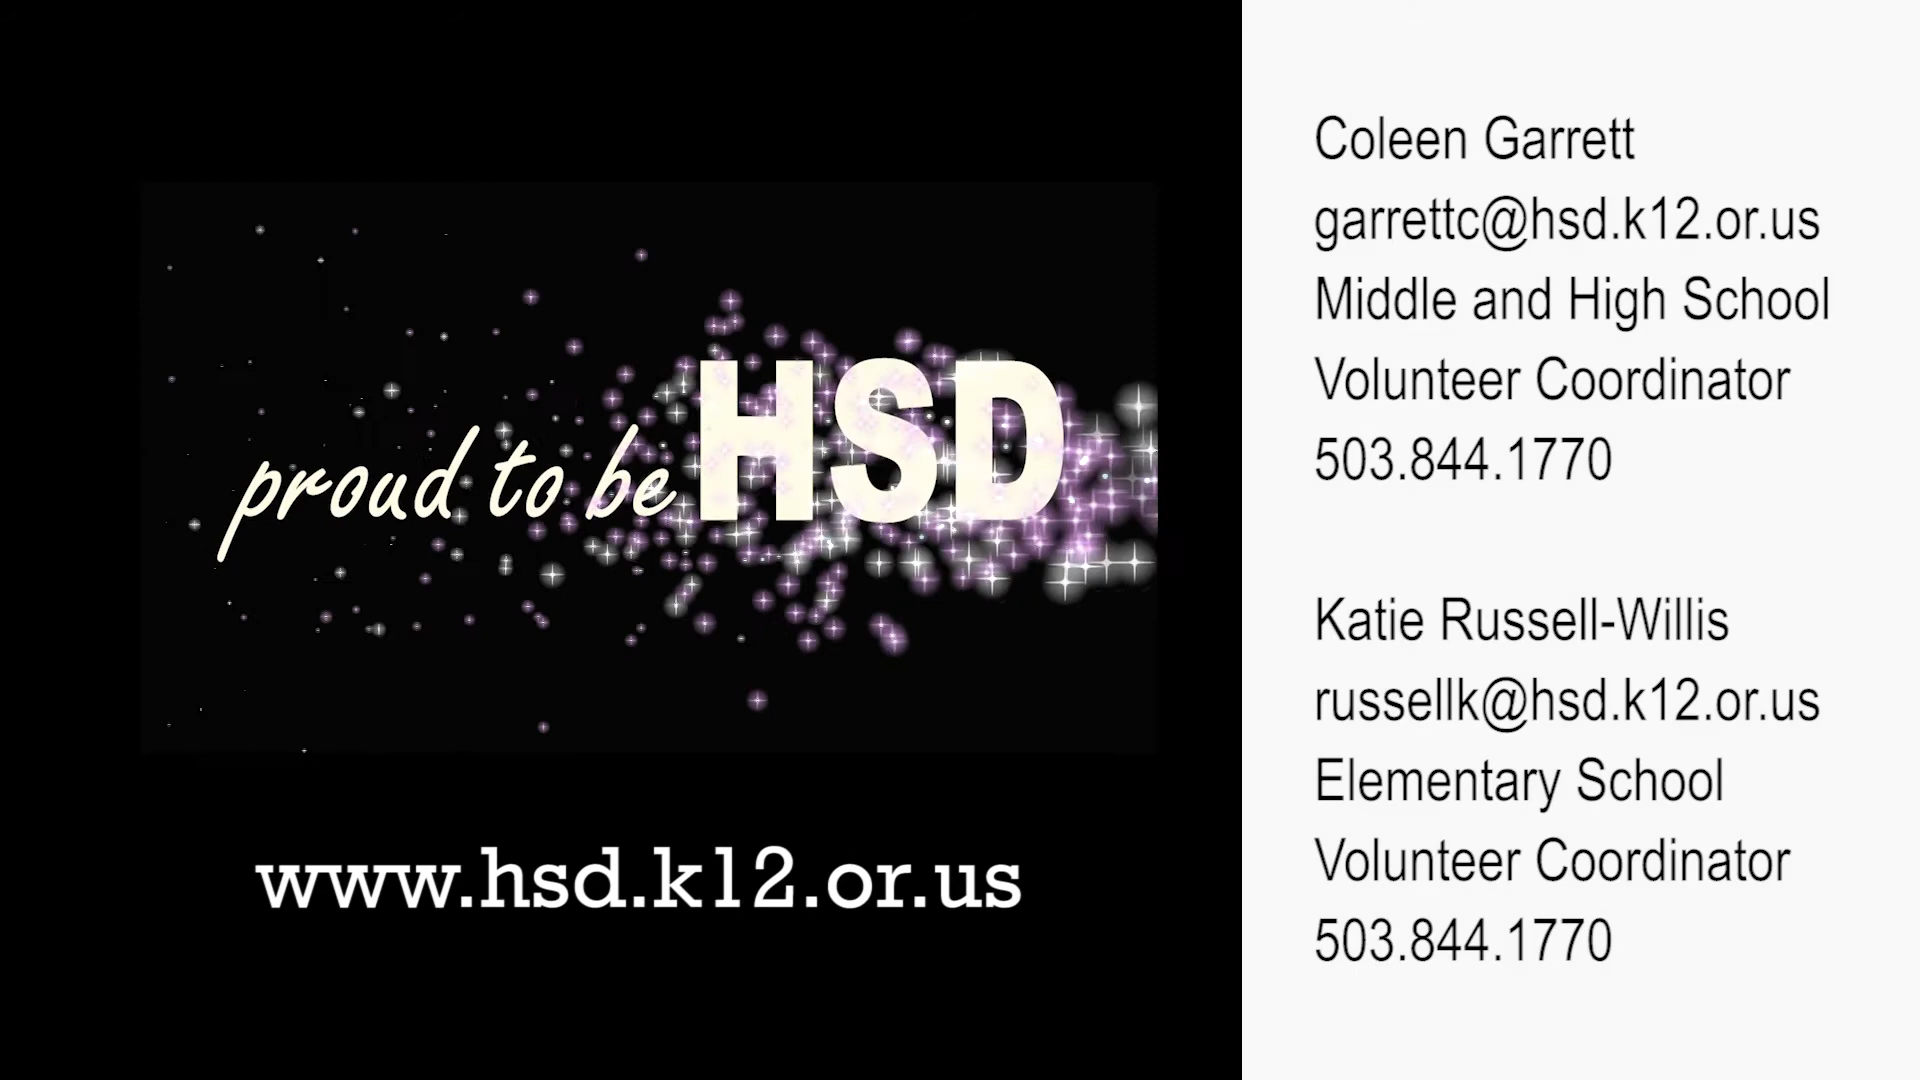 proud to be HSD
www.hsd.k12.or.us
Coleen Garrett
garrettc@hsd.k12.or.us
Middle and High School
Volunteer Coordinator
503.844.1770
Katie Russell-Willis
russellk@hsd.k12.or.us
Elementary School
Volunteer Coordinator
503.844.1770